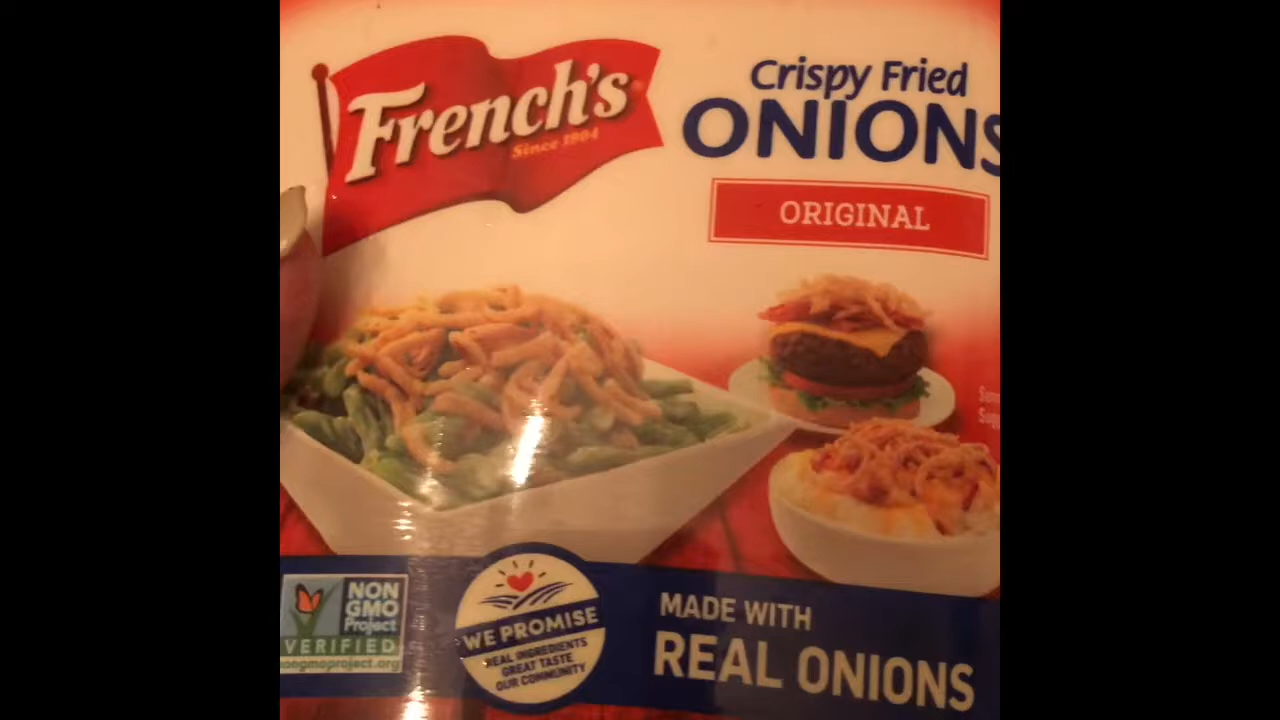 French's
Since 1904
Crispy Fried
ONIONS
ORIGINAL
NON
GMO
Project
VERIFIED
nongmoproject.org
WE PROMISE
REAL INGREDIENTS
GREAT TASTE
OUR COMMUNITY
MADE WITH
REAL ONIONS